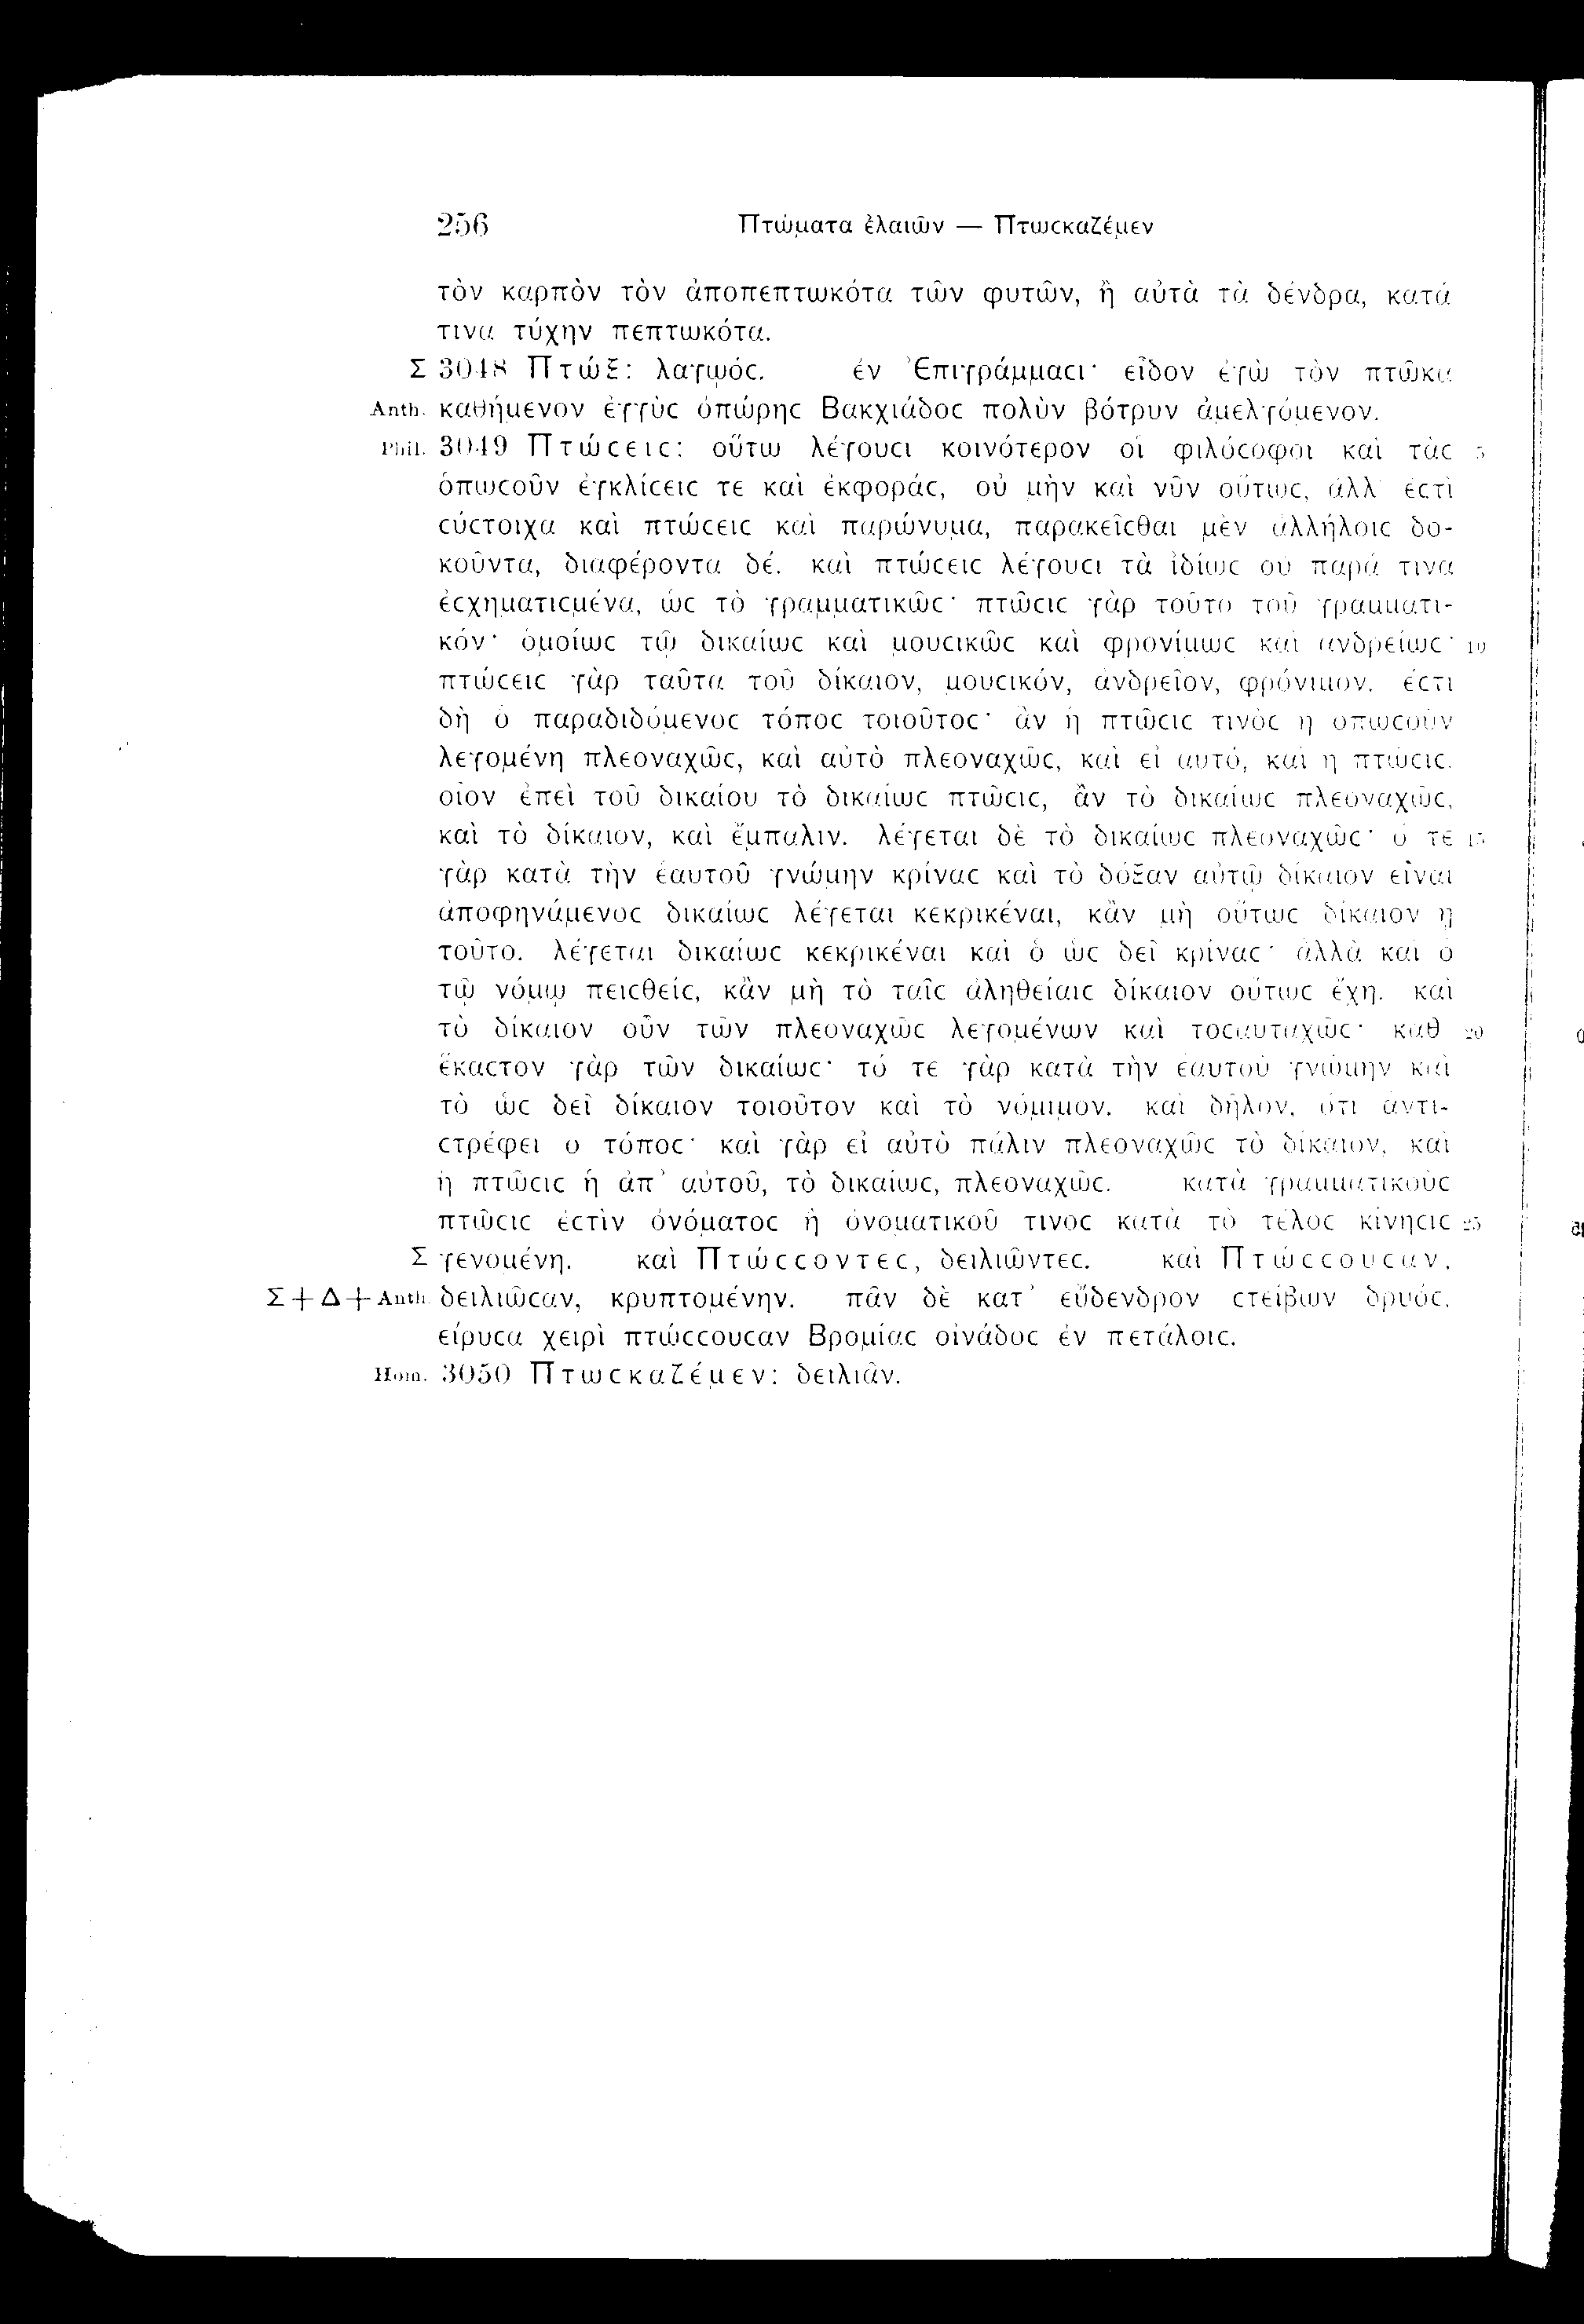 256 Πτώματα ἐλαιῶν — Πτωϲκαζέμεν
τὸν καρπὸν τὸν ἀποπεπτωκότα τῶν φυτῶν, ἢ αὐτὰ τὰ δένδρα, κατά
τινα τύχην πεπτωκότα.
Σ 3048 Πτώξ: λαγωόϲ. ἐν Ἐπιγράμμαϲι· εἶδον ἐγὼ τὸν πτῶκα
Anth. καθήμενον ἐγγὺϲ ὀπώρηϲ Βακχιάδοϲ πολὺν βότρυν ἀμελγόμενον.
Phil. 3049 Πτώϲειϲ: οὕτω λέγουϲι κοινότερον οἱ φιλόϲοφοι καὶ τὰϲ 5
ὁπωϲοῦν ἐγκλίϲειϲ τε καὶ ἐκφοράϲ, οὐ μὴν καὶ νῦν οὕτωϲ, ἀλλ' ἐϲτὶ
ϲύϲτοιχα καὶ πτώϲειϲ καὶ παρώνυμα, παρακεῖϲθαι μὲν ἀλλήλοιϲ δο-
κοῦντα, διαφέροντα δέ. καὶ πτώϲειϲ λέγουϲι τὰ ἰδίωϲ οὐ παρά τινα
ἐϲχηματιϲμένα, ὡϲ τὸ γραμματικῶϲ· πτῶϲιϲ γὰρ τοῦτο τοῦ γραμματι-
κόν· ὁμοίωϲ τῷ δικαίωϲ καὶ μουϲικῶϲ καὶ φρονίμωϲ καὶ ἀνδρείωϲ· 10
πτώϲειϲ γὰρ ταῦτα τοῦ δίκαιον, μουϲικόν, ἀνδρεῖον, φρόνιμον. ἔϲτι
δὴ ὁ παραδιδόμενοϲ τόποϲ τοιοῦτοϲ· ἂν ἡ πτῶϲιϲ τινὸϲ ᾖ ὁπωϲοῦν
λεγομένη πλεοναχῶϲ, καὶ αὐτὸ πλεοναχῶϲ, καὶ εἰ αὐτό, καὶ ἡ πτῶϲιϲ.
οἷον ἐπεὶ τοῦ δικαίου τὸ δικαίωϲ πτῶϲιϲ, ἂν τὸ δικαίωϲ πλεοναχῶϲ,
καὶ τὸ δίκαιον, καὶ ἔμπαλιν. λέγεται δὲ τὸ δικαίωϲ πλεοναχῶϲ· ὅ τε 15
γὰρ κατὰ τὴν ἑαυτοῦ γνώμην κρίναϲ καὶ τὸ δόξαν αὐτῷ δίκαιον εἶναι
ἀποφηνάμενοϲ δικαίωϲ λέγεται κεκρικέναι, κἂν μὴ οὕτωϲ δίκαιον ᾖ
τοῦτο. λέγεται δικαίωϲ κεκρικέναι καὶ ὁ ὡϲ δεῖ κρίναϲ· ἀλλὰ καὶ ὁ
τῷ νόμῳ πειϲθείϲ, κἂν μὴ τὸ ταῖϲ ἀληθείαιϲ δίκαιον οὕτωϲ ἔχῃ. καὶ
τὸ δίκαιον οὖν τῶν πλεοναχῶϲ λεγομένων καὶ τοϲαυταχῶϲ· καθ' 20
ἕκαϲτον γὰρ τῶν δικαίωϲ· τό τε γὰρ κατὰ τὴν ἑαυτοῦ γνώμην καὶ
τὸ ὡϲ δεῖ δίκαιον τοιοῦτον καὶ τὸ νόμιμον. καὶ δῆλον, ὅτι ἀντι-
ϲτρέφει ὁ τόποϲ· καὶ γὰρ εἰ αὐτὸ πάλιν πλεοναχῶϲ τὸ δίκαιον, καὶ
ἡ πτῶϲιϲ ἡ ἀπ' αὐτοῦ, τὸ δικαίωϲ, πλεοναχῶϲ. κατὰ γραμματικοὺϲ
πτῶϲιϲ ἐϲτὶν ὀνόματοϲ ἢ ὀνοματικοῦ τινοϲ κατὰ τὸ τέλοϲ κίνηϲιϲ 25
Σ γενομένη. καὶ Πτώϲϲοντεϲ, δειλιῶντεϲ. καὶ Πτώϲϲουϲαν,
Σ+Δ+Anth. δειλιῶϲαν, κρυπτομένην. πᾶν δὲ κατ' εὔδενδρον ϲτείβων δρυόϲ,
εἴρυϲα χειρὶ πτώϲϲουϲαν Βρομίαϲ οἰνάδοϲ ἐν πετάλοιϲ.
Hom. 3050 Πτωϲκαζέμεν: δειλιᾶν.